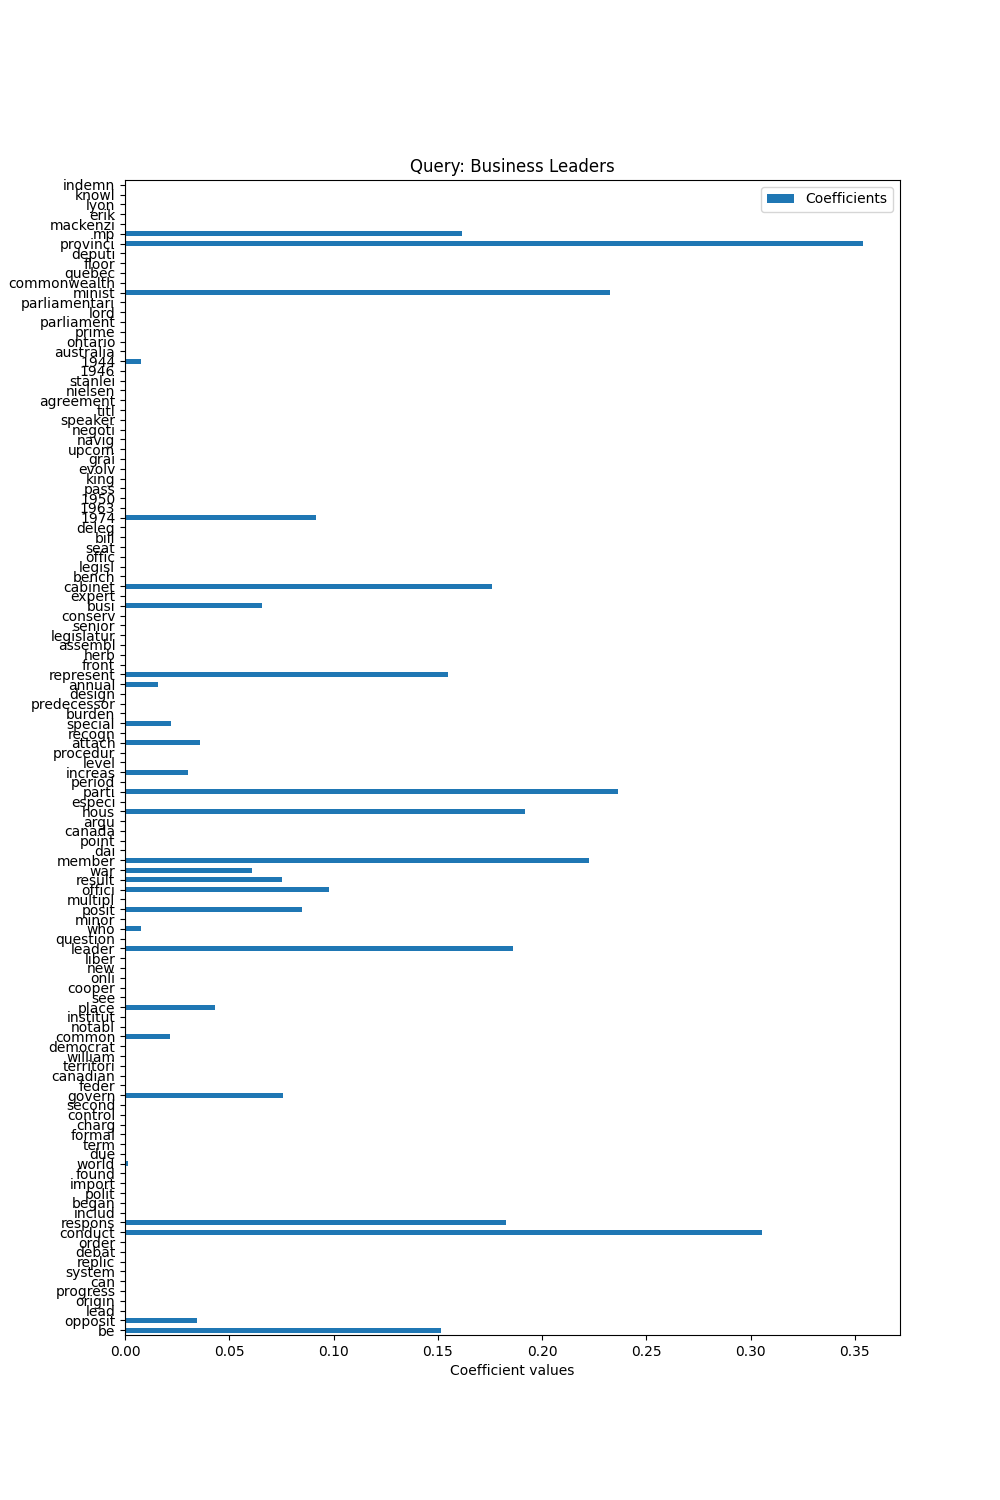 Query: Business Leaders
Coefficients
indemn
knowl
lyon
erik
mackenzi
mp
provinci
deputi
floor
quebec
commonwealth
minist
parliamentari
lord
parliament
prime
ontario
australia
1944
1946
stanlei
nielsen
agreement
titl
speaker
negoti
navig
upcom
grai
evolv
king
pass
1950
1963
1974
deleg
bill
seat
offic
legisl
bench
cabinet
expert
busi
conserv
senior
legislatur
assembl
herb
front
represent
annual
design
predecessor
burden
special
recogn
attach
procedur
level
increas
period
parti
especi
hous
argu
canada
point
dai
member
war
result
offici
multipl
posit
minor
who
question
leader
liber
new
onli
cooper
see
place
institut
notabl
common
democrat
william
territori
canadian
feder
govern
second
control
charg
formal
term
due
world
found
import
polit
began
includ
respons
conduct
order
debat
replic
system
can
progress
origin
lead
opposit
be
0.00 0.05 0.10 0.15 0.20 0.25 0.30 0.35
Coefficient values